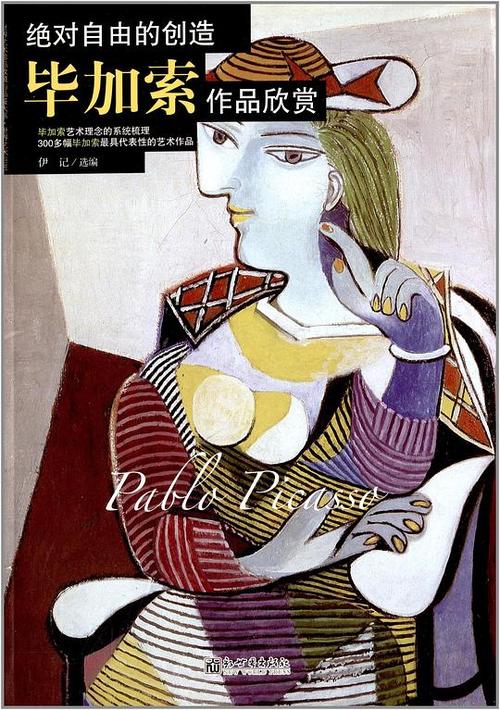 绝对自由的创造
毕加索作品欣赏
毕加索艺术理念的系统梳理
300多幅毕加索最具代表性的艺术作品
伊 记/选编
Pablo Picasso
新世界出版社